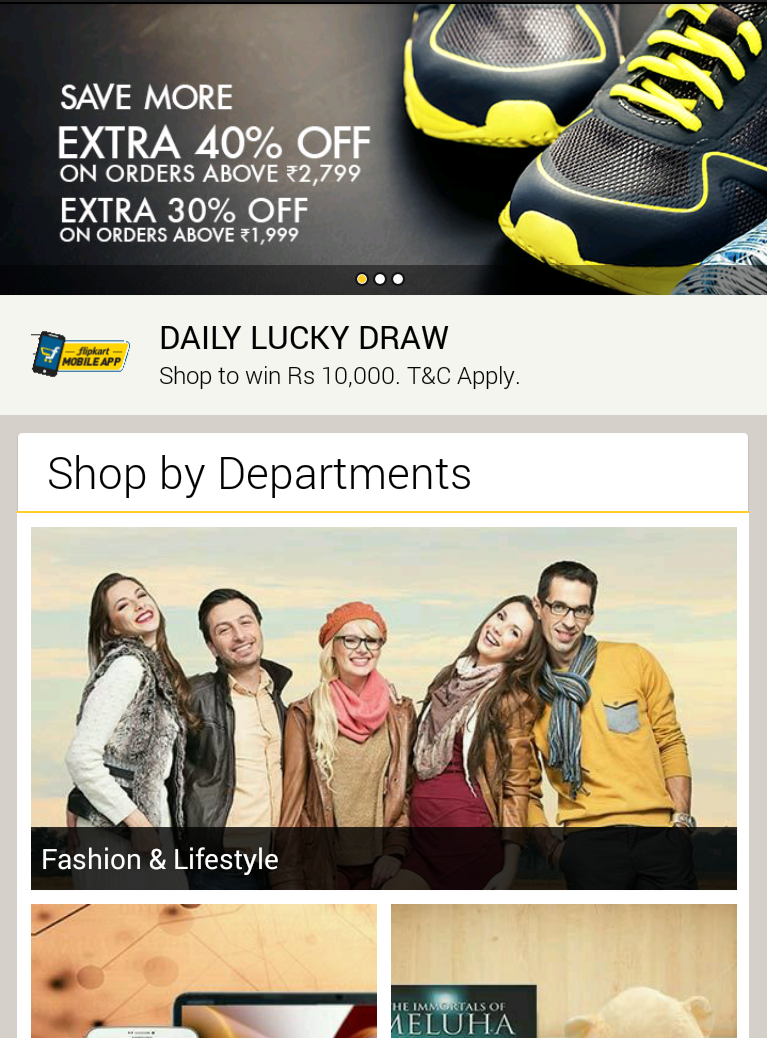 SAVE MORE
EXTRA 40% OFF
ON ORDERS ABOVE ₹2,799
EXTRA 30% OFF
ON ORDERS ABOVE ₹1,999
flipkart
MOBILE APP
DAILY LUCKY DRAW
Shop to win Rs 10,000. T&C Apply.
Shop by Departments
Fashion & Lifestyle
THE IMMORTALS OF
MELUHA